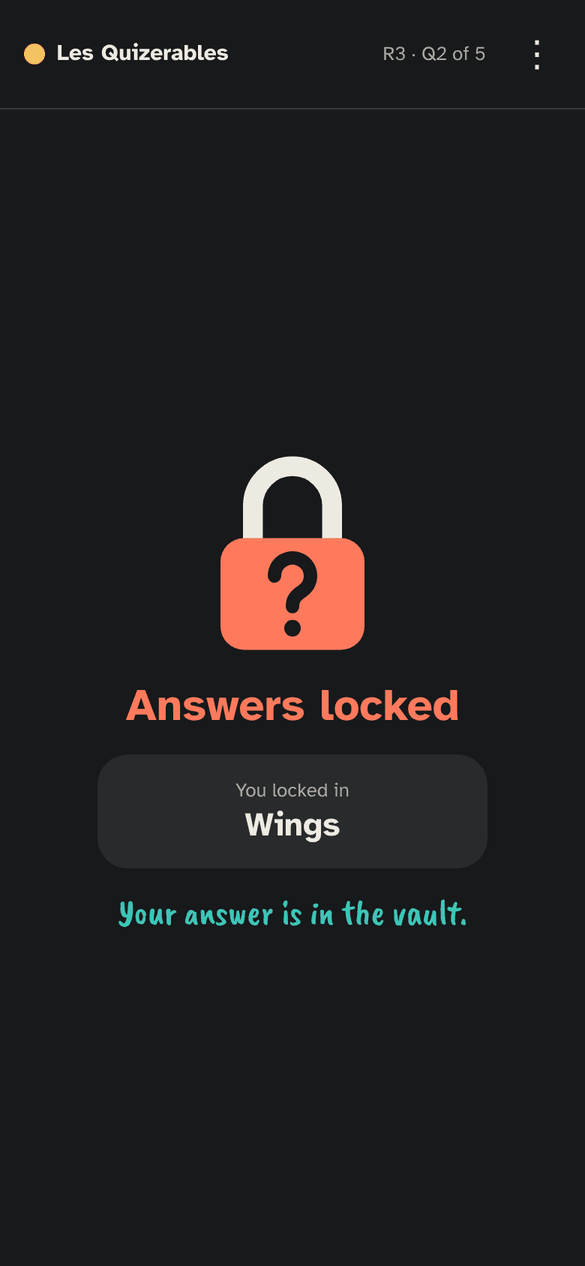 Les Quizerables
R3 · Q2 of 5
?
Answers locked
You locked in
Wings
Your answer is in the vault.